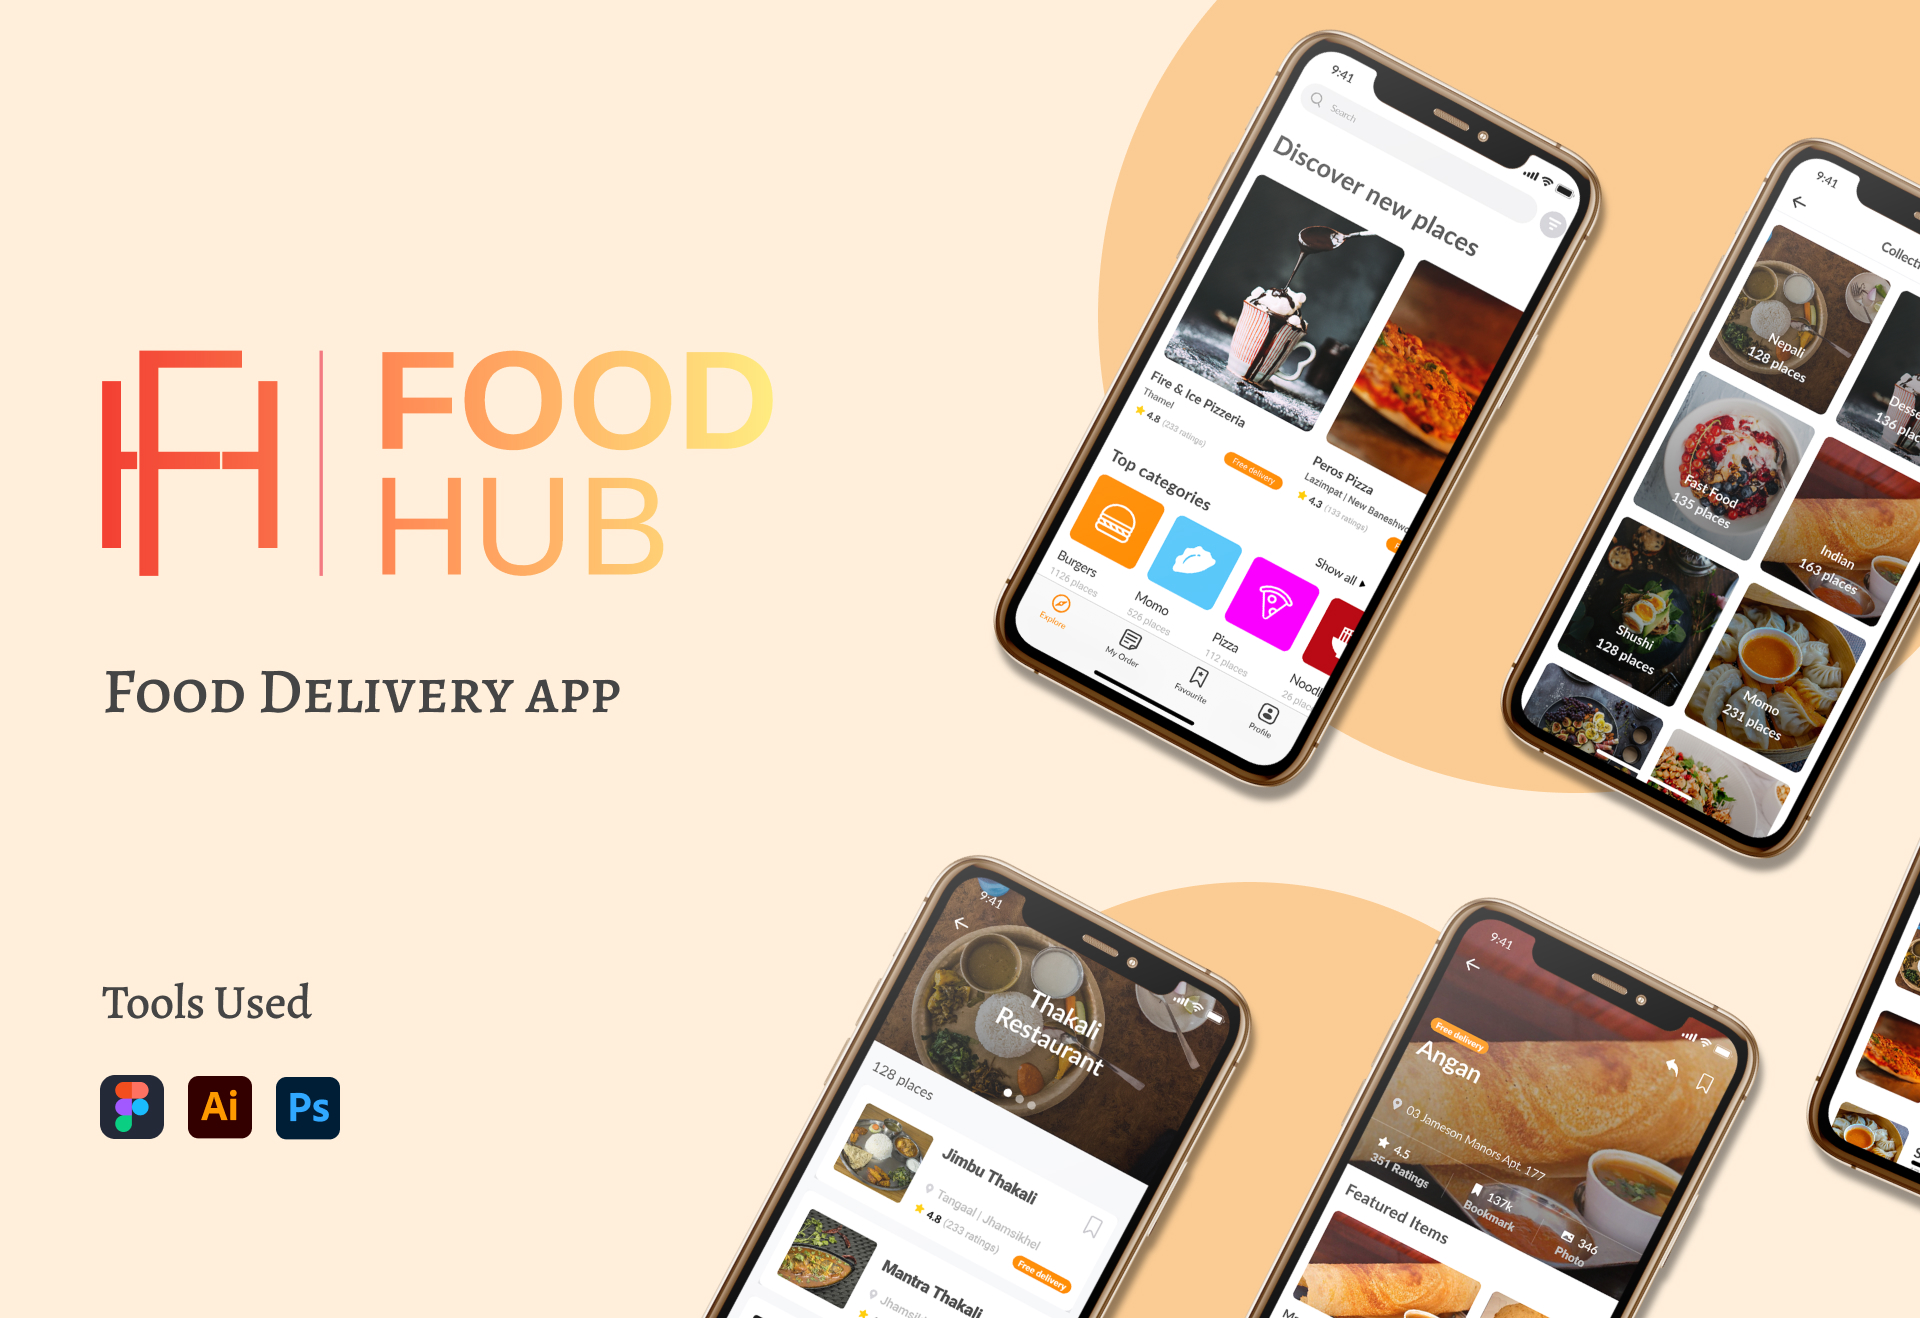 FH
FOOD
HUB
FOOD DELIVERY APP
Tools Used
Ai
Ps
9:41
Search
Discover new places
Fire & Ice Pizzeria
Thamel
4.8 (233 ratings)
Free delivery
Peros Pizza
Lazimpat | New Baneshwo
4.3 (133 ratings)
Top categories
Show all
Burgers
1126 places
Momo
526 places
Pizza
112 places
Noodl
26 plac
Explore
My Order
Favourite
Profile
9:41
Collecti
Nepali
128 places
Desse
136 plac
Fast Food
135 places
Indian
163 places
Shushi
128 places
Momo
231 places
9:41
Thakali
Restaurant
128 places
Jimbu Thakali
Tangaal | Jhamsikhel
4.8 (233 ratings)
Free delivery
Mantra Thakali
9:41
Free delivery
Angan
03 Jameson Manors Apt. 177
4.5
351 Ratings
137k
Bookmark
346
Photo
Featured Items